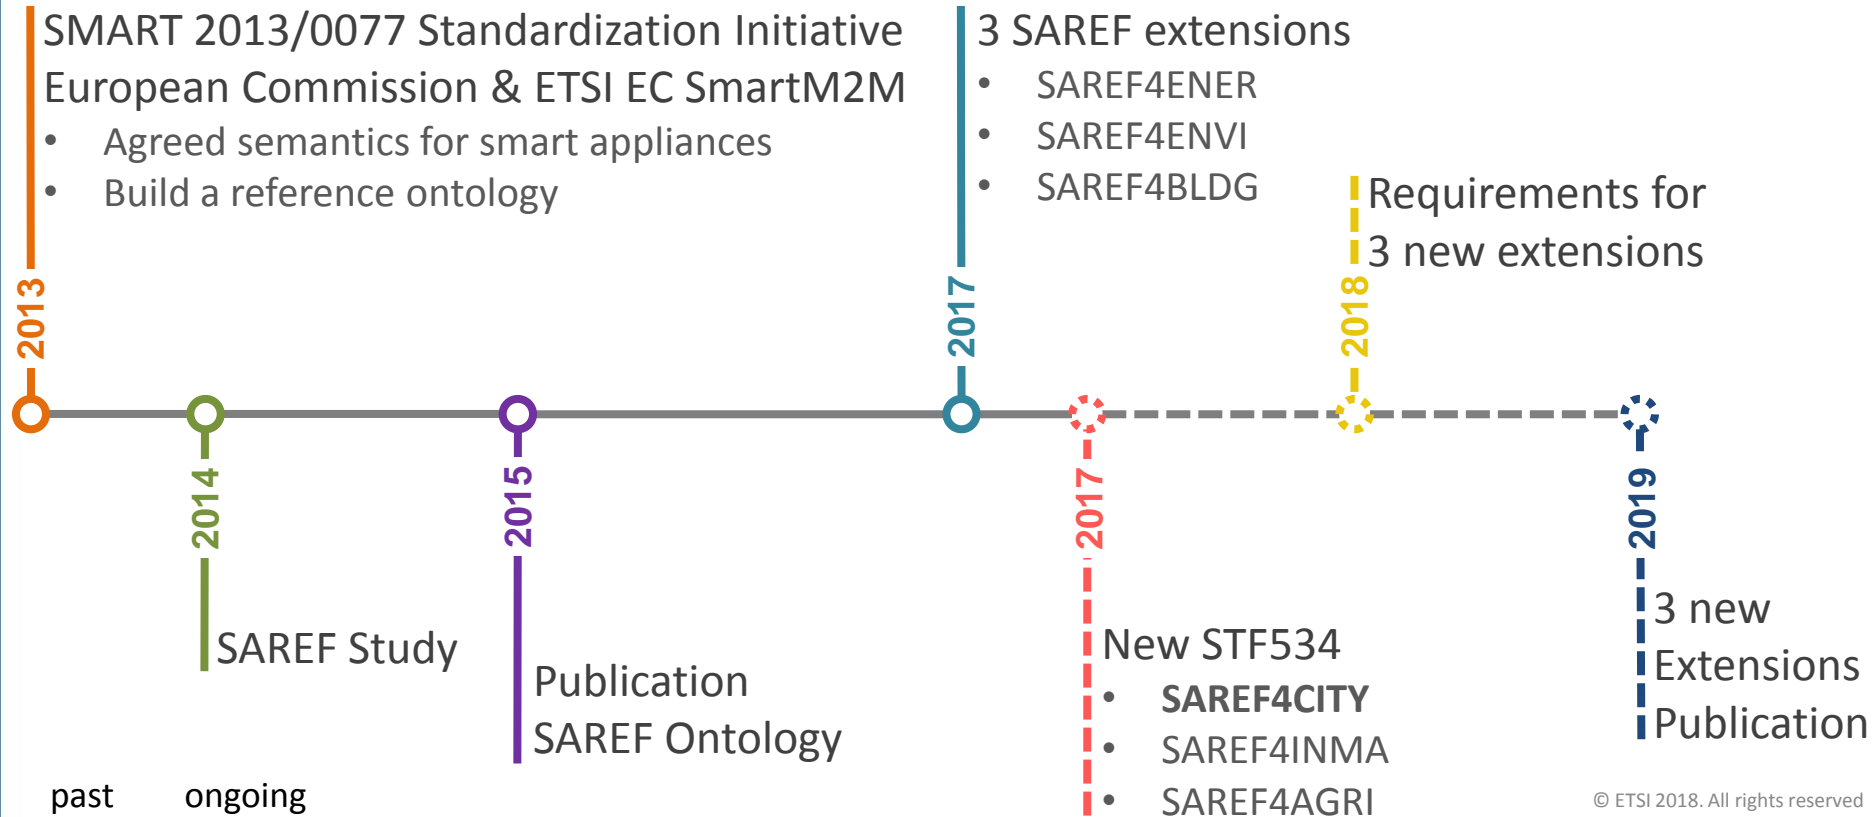 SMART 2013/0077 Standardization Initiative
European Commission & ETSI EC SmartM2M
• Agreed semantics for smart appliances
• Build a reference ontology
3 SAREF extensions
• SAREF4ENER
• SAREF4ENVI
• SAREF4BLDG
Requirements for
3 new extensions
2013
2017
2018
2014
2015
2017
2019
SAREF Study
Publication
SAREF Ontology
New STF534
• SAREF4CITY
• SAREF4INMA
• SAREF4AGRI
3 new
Extensions
Publication
past ongoing
© ETSI 2018. All rights reserved